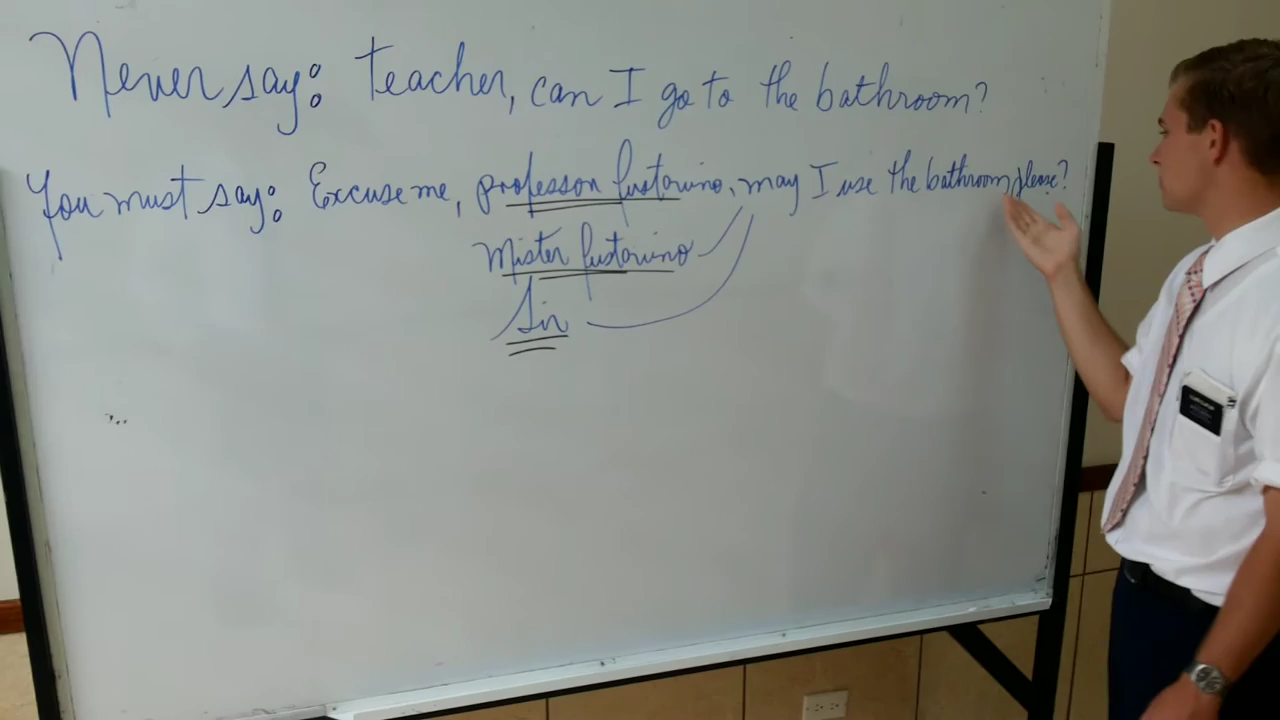 Never say: teacher, can I go to the bathroom?
You must say: Excuse me, professor fustorino, may I use the bathroom please?
Mister fustorino
Sir